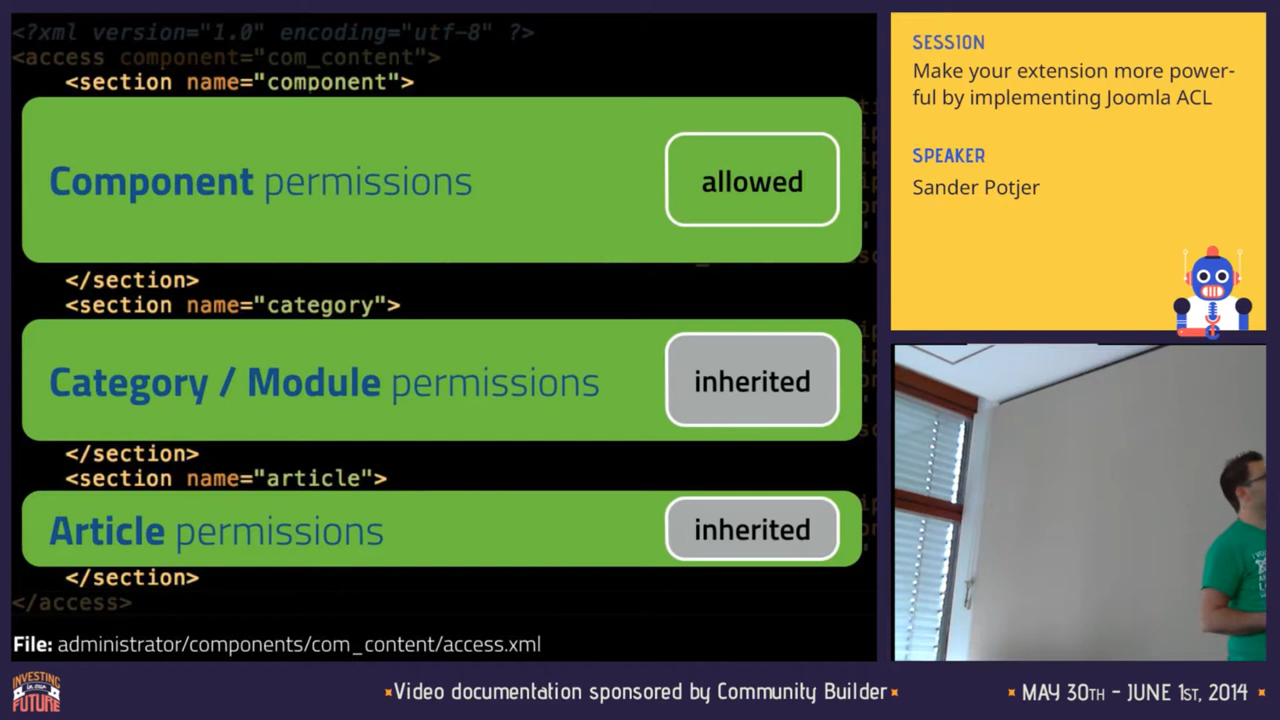 <?xml version="1.0" encoding="utf-8" ?>
<access component="com_content">
<section name="component">
Component permissions
allowed
</section>
<section name="category">
Category / Module permissions
inherited
</section>
<section name="article">
Article permissions
inherited
</section>
</access>
File: administrator/components/com_content/access.xml
SESSION
Make your extension more power-
ful by implementing Joomla ACL
SPEAKER
Sander Potjer
INVESTING
IN OUR
FUTURE
Video documentation sponsored by Community Builder
MAY 30TH - JUNE 1ST, 2014